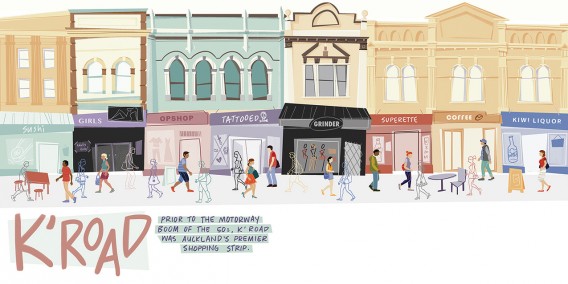 sushi
GIRLS
OPSHOP
TATTOOED
GRINDER
SUPERETTE
COFFEE
KIWI LIQUOR
K'ROAD
PRIOR TO THE MOTORWAY
BOOM OF THE 60s, K' ROAD
WAS AUCKLAND'S PREMIER
SHOPPING STRIP.